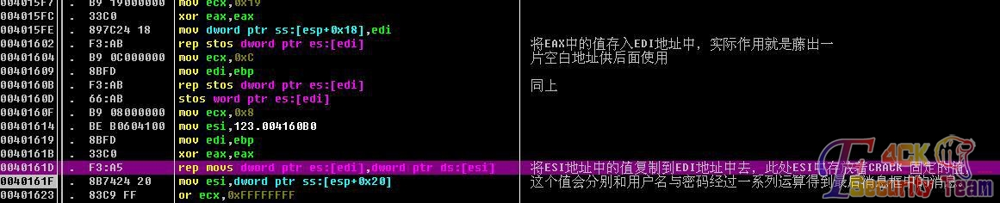 004015F7 . B9 19000000 mov ecx,0x19
004015FC . 33C0 xor eax,eax
004015FE . 897C24 18 mov dword ptr ss:[esp+0x18],edi
00401602 . F3:AB rep stos dword ptr es:[edi] 将EAX中的值存入EDI地址中,实际作用就是藤出一
00401604 . B9 0C000000 mov ecx,0xC 片空白地址供后面使用
00401609 . 8BFD mov edi,ebp
0040160B . F3:AB rep stos dword ptr es:[edi] 同上
0040160D . 66:AB stos word ptr es:[edi]
0040160F . B9 08000000 mov ecx,0x8
00401614 . BE B0604100 mov esi,123.004160B0
00401619 . 8BFD mov edi,ebp
0040161B . 33C0 xor eax,eax
0040161D . F3:A5 rep movs dword ptr es:[edi],dword ptr ds:[esi] 将ESI地址中的值复制到EDI地址中去,此处ESI中存放着CRACK 固定的值
0040161F . 8B7424 20 mov esi,dword ptr ss:[esp+0x20] 这个值会分别和用户名与密码经过一系列运算得到最后消息框中的消息。
00401623 . 83C9 FF or ecx,0xFFFFFFFF
Security Team